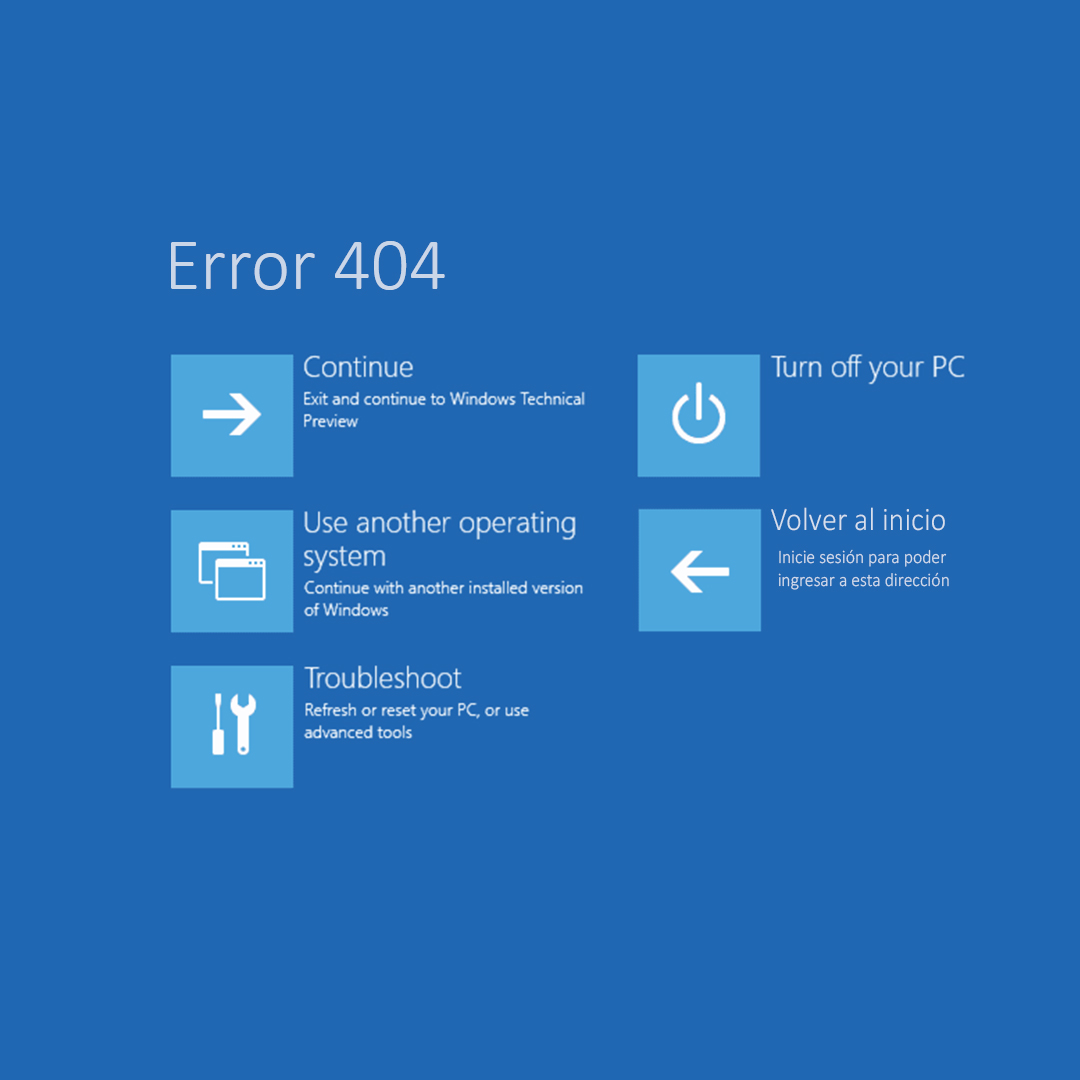 Error 404
Continue
Exit and continue to Windows Technical
Preview
Use another operating
system
Continue with another installed version
of Windows
Troubleshoot
Refresh or reset your PC, or use
advanced tools
Turn off your PC
Volver al inicio
Inicie sesión para poder
ingresar a esta dirección